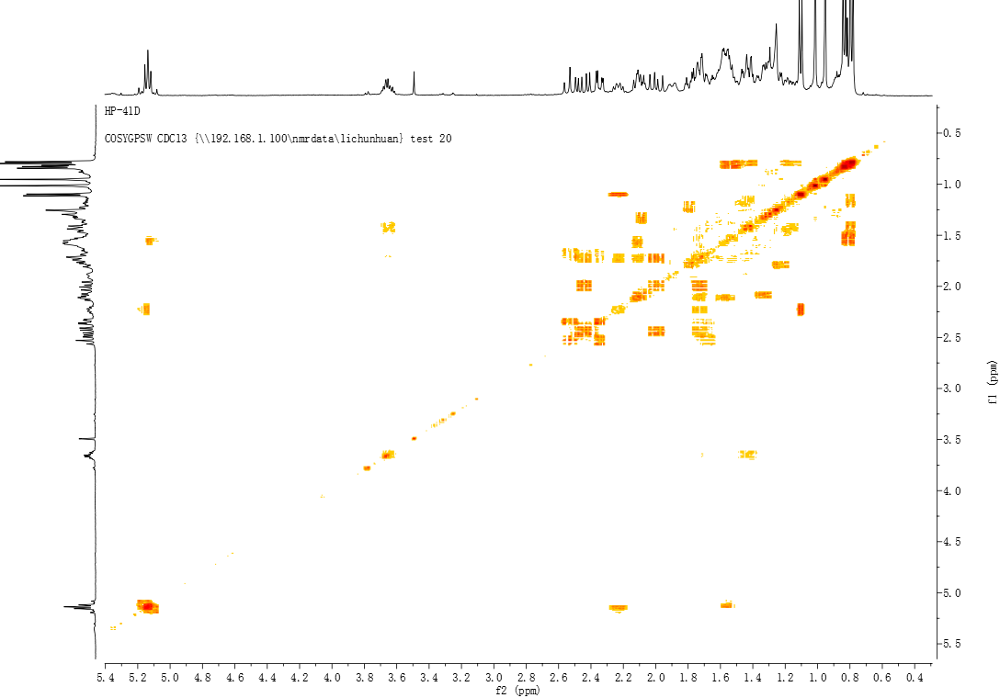 HP-41D
COSYGPSW CDCl3 {\\192.168.1.100\nmrdata\lichunhuan} test 20
0.5
1.0
1.5
2.0
2.5
3.0
3.5
4.0
4.5
5.0
5.5
f1 (ppm)
5.4 5.2 5.0 4.8 4.6 4.4 4.2 4.0 3.8 3.6 3.4 3.2 3.0 2.8 2.6 2.4 2.2 2.0 1.8 1.6 1.4 1.2 1.0 0.8 0.6 0.4
f2 (ppm)